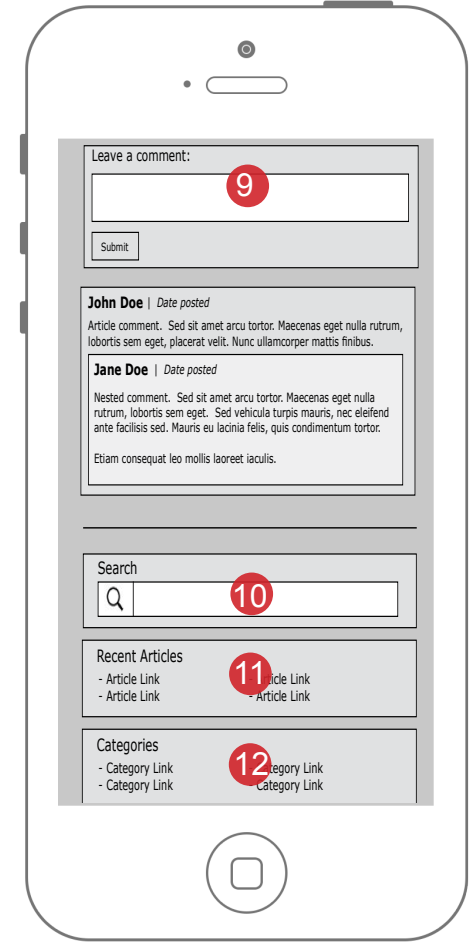 Leave a comment:
9
Submit
John Doe | Date posted
Article comment. Sed sit amet arcu tortor. Maecenas eget nulla rutrum,
lobortis sem eget, placerat velit. Nunc ullamcorper mattis finibus.
Jane Doe | Date posted
Nested comment. Sed sit amet arcu tortor. Maecenas eget nulla
rutrum, lobortis sem eget. Sed vehicula turpis mauris, nec eleifend
ante facilisis sed. Mauris eu lacinia felis, quis condimentum tortor.
Etiam consequat leo mollis laoreet iaculis.
Search
10
Recent Articles
11
- Article Link - Article Link
- Article Link - Article Link
Categories
12
- Category Link - Category Link
- Category Link - Category Link